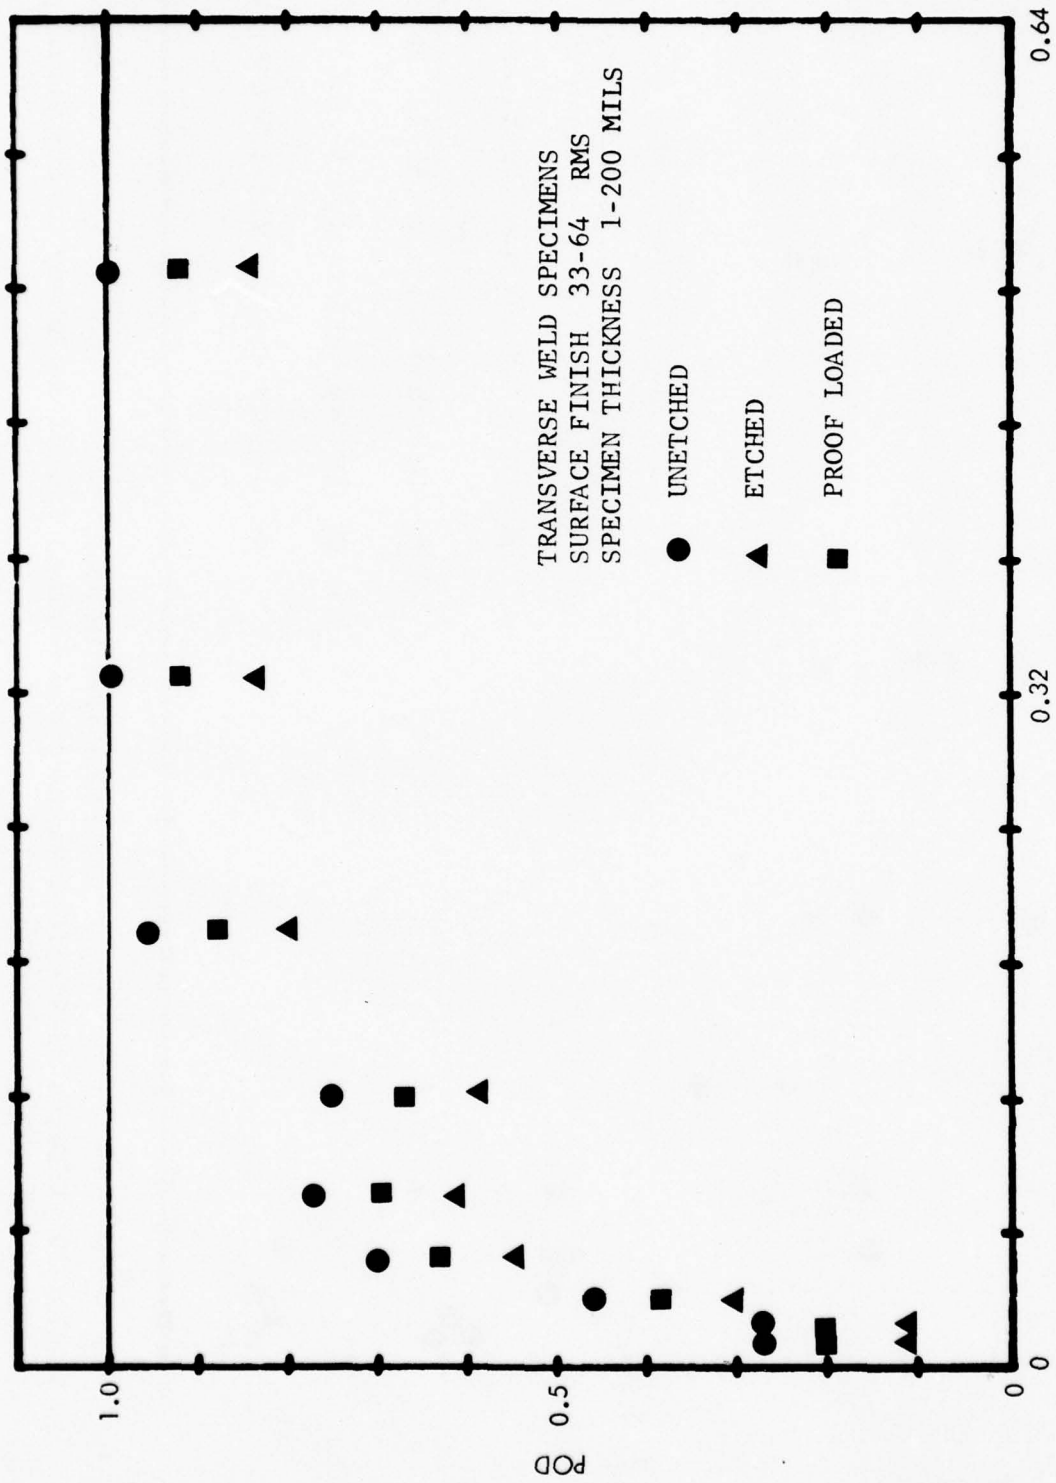 POD
1.0
0.5
0
0
0.32
0.64
TRANSVERSE WELD SPECIMENS
SURFACE FINISH 33-64 RMS
SPECIMEN THICKNESS 1-200 MILS
UNETCHED
ETCHED
PROOF LOADED